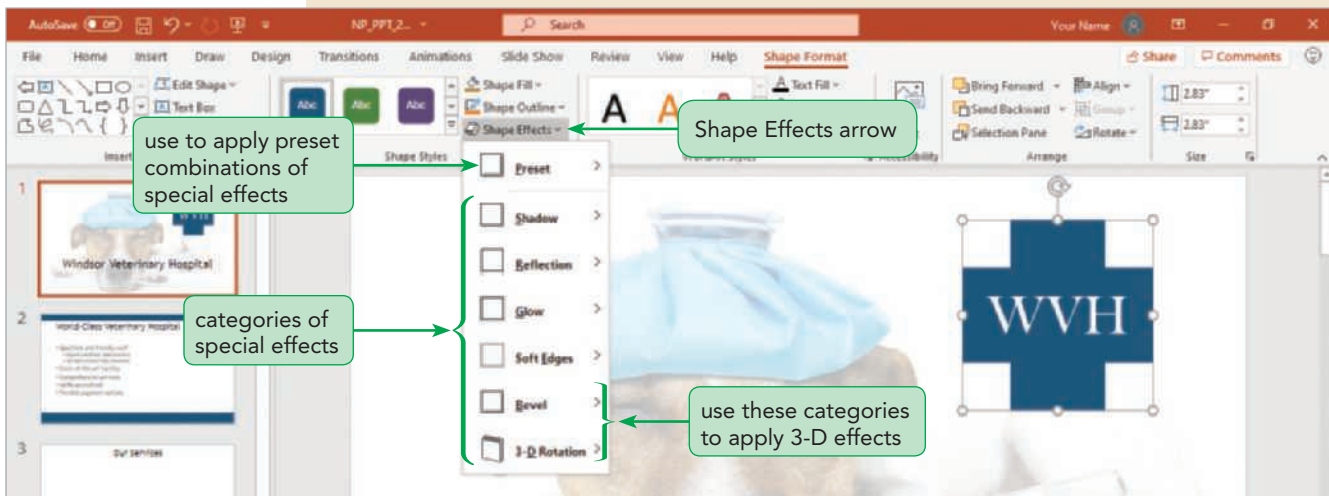 AutoSave Off NP_PPT_2... Search Your Name
File Home Insert Draw Design Transitions Animations Slide Show Review View Help Shape Format Share Comments
Edit Shape
Text Box
Abc Abc Abc
Shape Fill
Shape Outline
Shape Effects
A A
Text Fill
Bring Forward
Send Backward
Selection Pane
Align
Group
Rotate
2.83"
2.83"
Shape Styles Accessibility Arrange Size
use to apply preset
combinations of
special effects
Shape Effects arrow
Preset
Shadow
Reflection
Glow
Soft Edges
Bevel
3-D Rotation
categories of
special effects
use these categories
to apply 3-D effects
WVH
1
WVH
Windsor Veterinary Hospital
2
World-Class Veterinary Hospital
3
Our Services